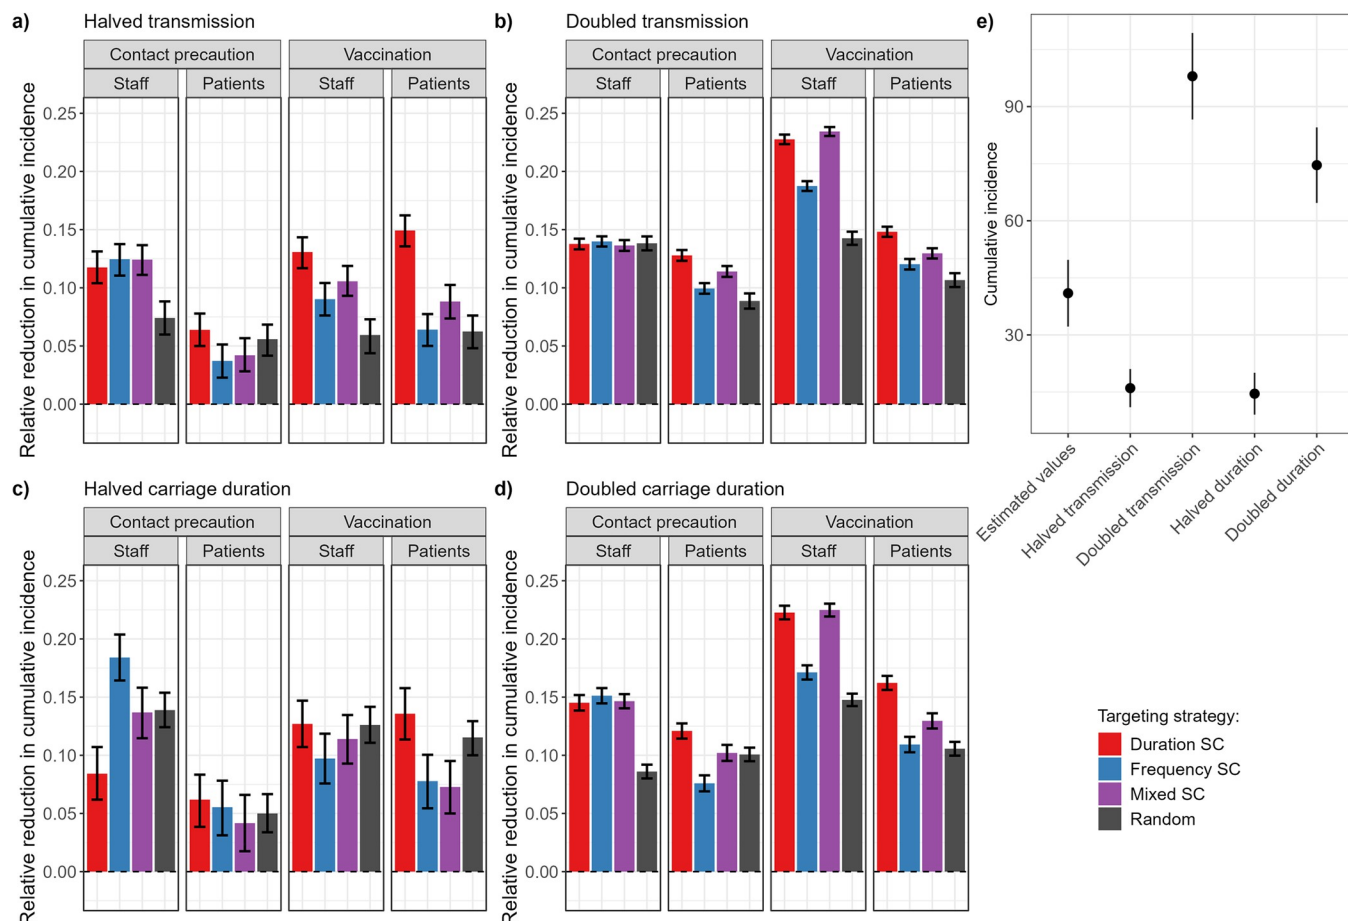 a) Halved transmission
Contact precaution Vaccination
Staff Patients Staff Patients
Relative reduction in cumulative incidence
0.25
0.20
0.15
0.10
0.05
0.00
b) Doubled transmission
Contact precaution Vaccination
Staff Patients Staff Patients
Relative reduction in cumulative incidence
0.25
0.20
0.15
0.10
0.05
0.00
c) Halved carriage duration
Contact precaution Vaccination
Staff Patients Staff Patients
Relative reduction in cumulative incidence
0.25
0.20
0.15
0.10
0.05
0.00
d) Doubled carriage duration
Contact precaution Vaccination
Staff Patients Staff Patients
Relative reduction in cumulative incidence
0.25
0.20
0.15
0.10
0.05
0.00
e)
Cumulative incidence
90
60
30
Estimated values
Halved transmission
Doubled transmission
Halved duration
Doubled duration
Targeting strategy:
Duration SC
Frequency SC
Mixed SC
Random